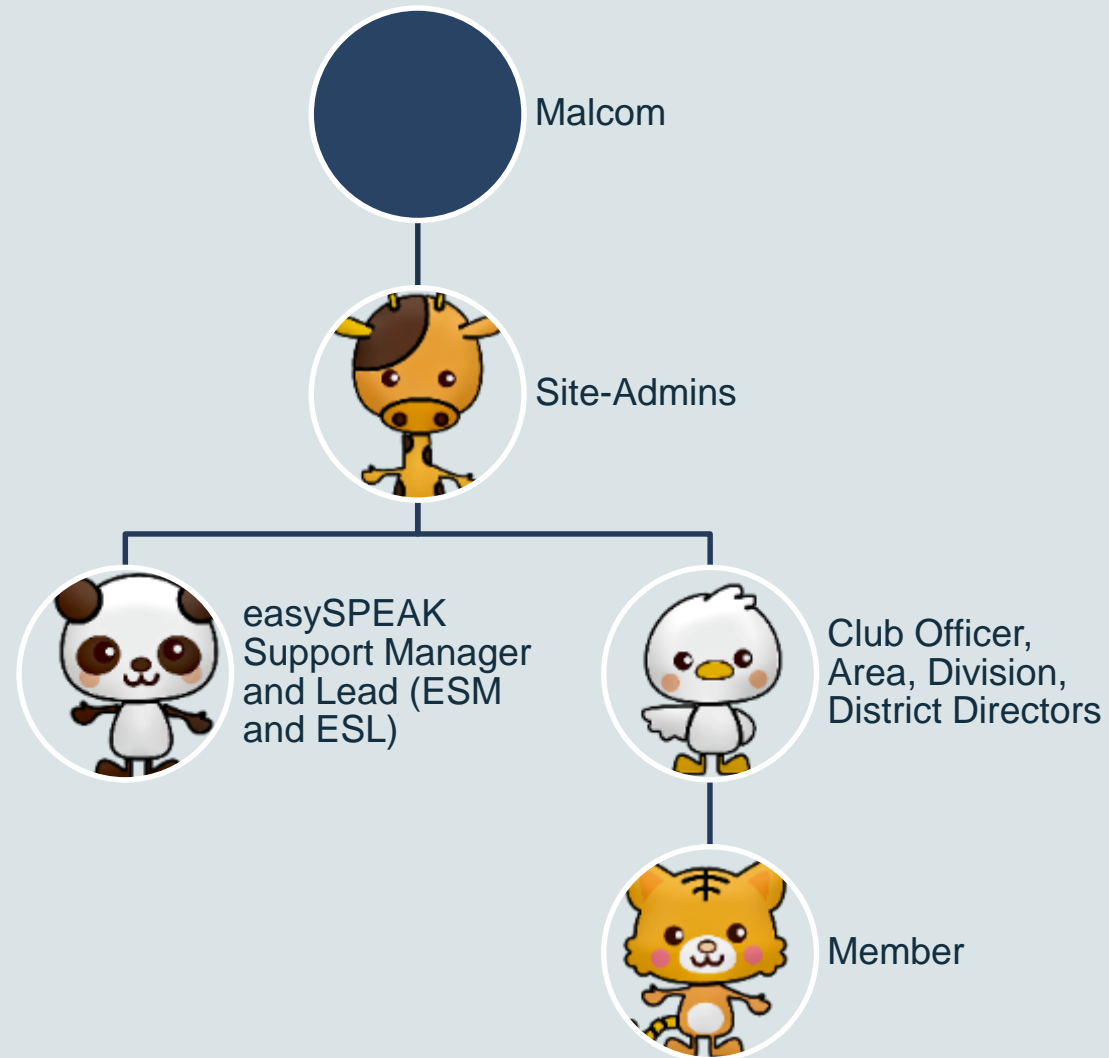 Malcom
Site-Admins
easySPEAK
Support Manager
and Lead (ESM
and ESL)
Club Officer,
Area, Division,
District Directors
Member